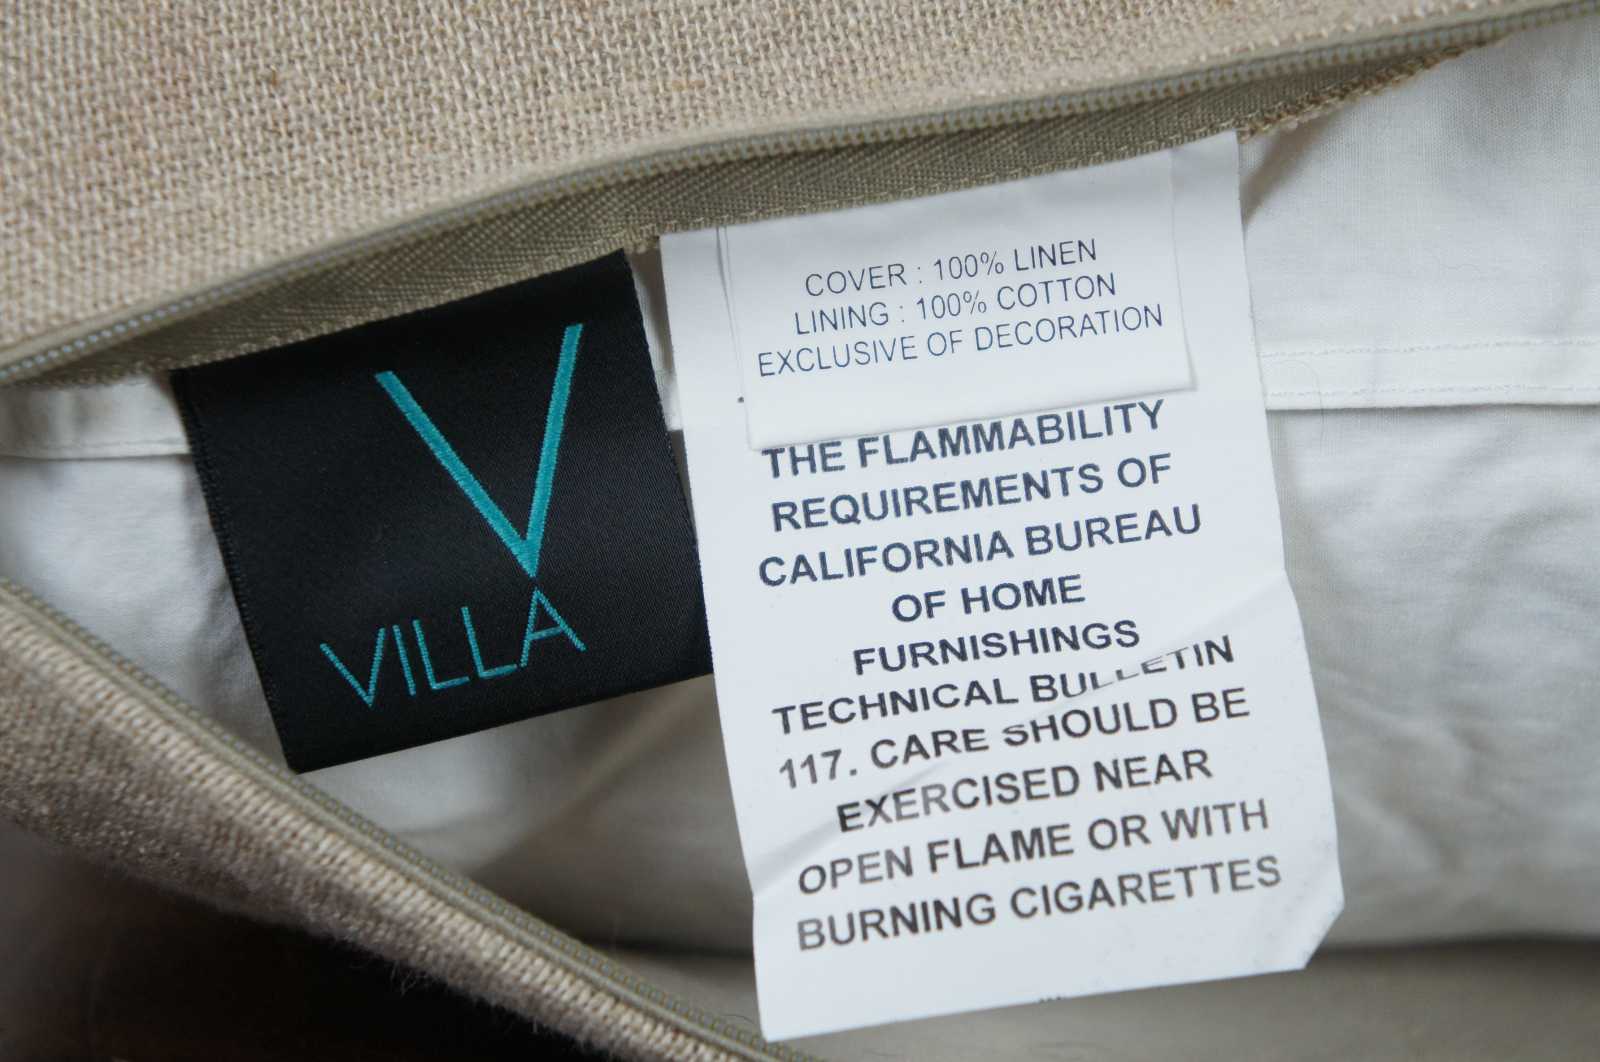 V
VILLA
COVER : 100% LINEN
LINING : 100% COTTON
EXCLUSIVE OF DECORATION
THE FLAMMABILITY
REQUIREMENTS OF
CALIFORNIA BUREAU
OF HOME
FURNISHINGS
TECHNICAL BULLETIN
117. CARE SHOULD BE
EXERCISED NEAR
OPEN FLAME OR WITH
BURNING CIGARETTES